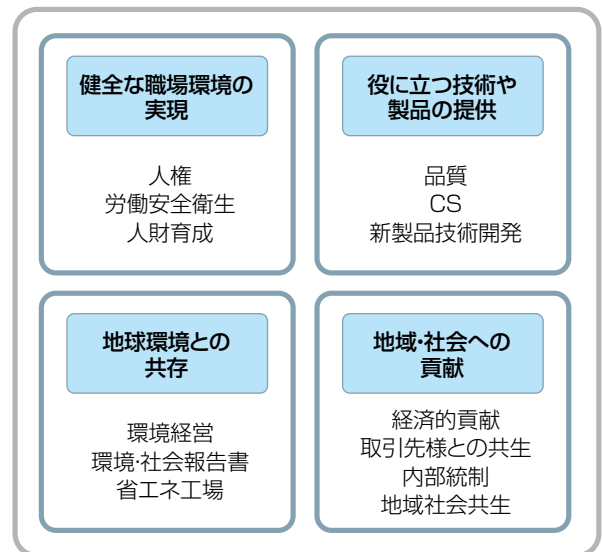 健全な職場環境の
実現
人権
労働安全衛生
人財育成
役に立つ技術や
製品の提供
品質
CS
新製品技術開発
地球環境との
共存
環境経営
環境・社会報告書
省エネ工場
地域・社会への
貢献
経済的貢献
取引先様との共生
内部統制
地域社会共生